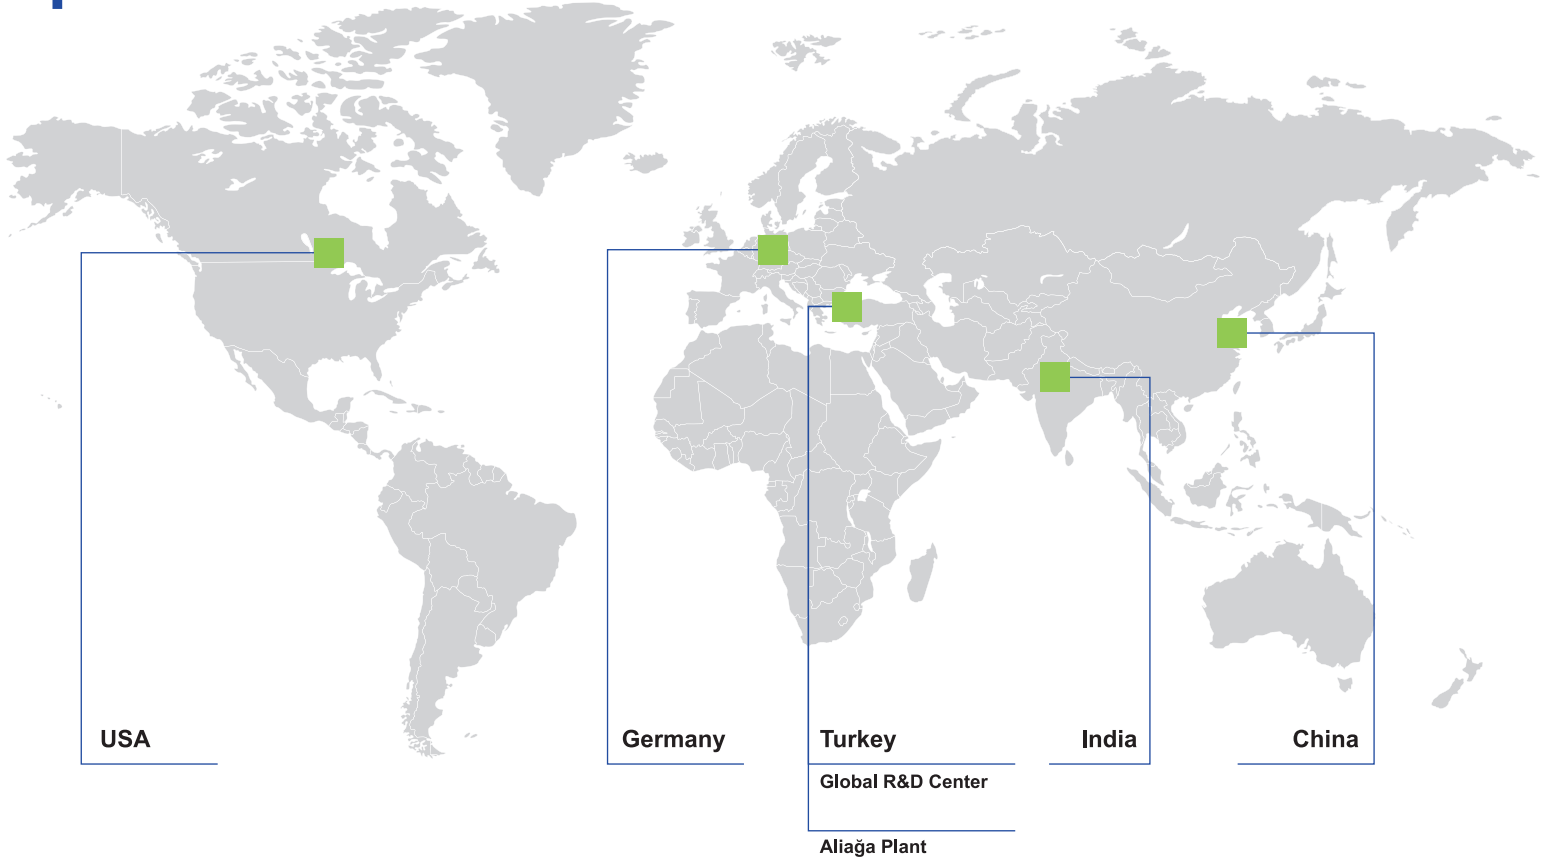 USA
Germany
Turkey
India
China
Global R&D Center
Aliağa Plant